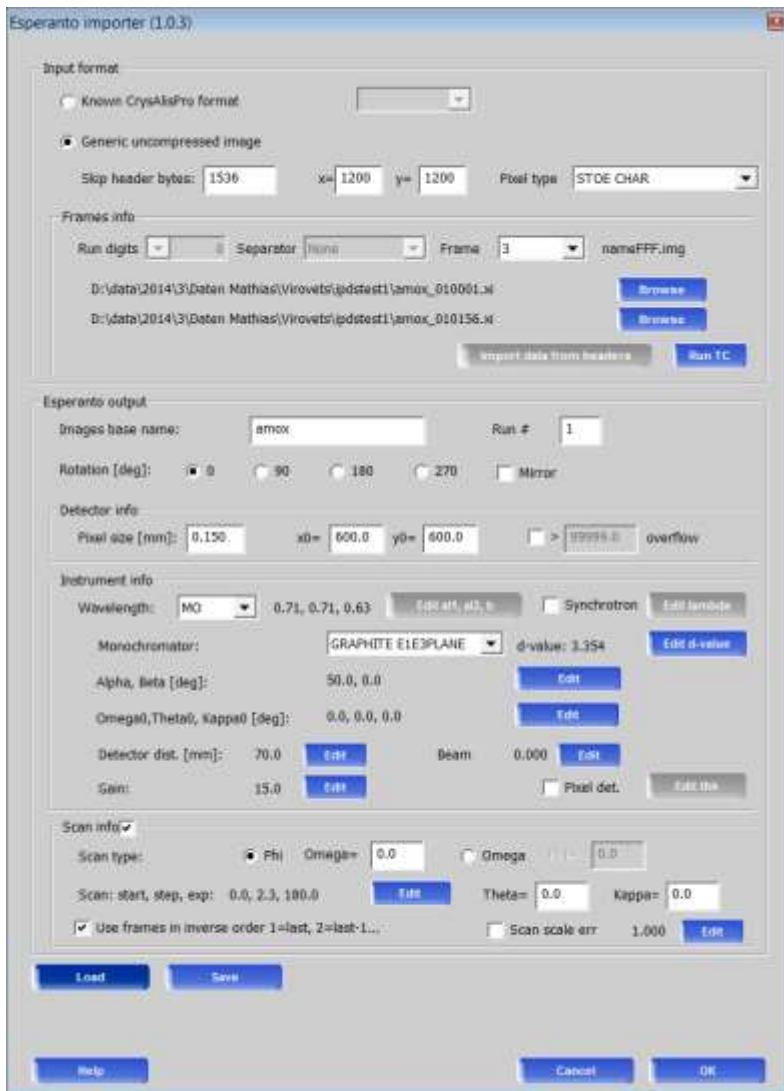 Esperanto importer (1.0.3)
Input format
Known CrysAlisPro format
Generic uncompressed image
Skip header bytes: 1536 x= 1200 y= 1200 Pixel type STOE CHAR
Frames info
Run digits 0 Separator None Frame 3 nameFFF.img
D:\data\2014\3\Daten Mathias\Virovets\ipdstest1\amox_010001.xi Browse
D:\data\2014\3\Daten Mathias\Virovets\ipdstest1\amox_010156.xi Browse
Import data from headers Run TC
Esperanto output
Images base name: amox Run # 1
Rotation [deg]: 0 90 180 270 Mirror
Detector info
Pixel size [mm]: 0.150 x0= 600.0 y0= 600.0 > overflow
Instrument info
Wavelength: MO 0.71, 0.71, 0.63 Edit al1, al2, b Synchrotron Edit lambda
Monochromator: GRAPHITE E1E3PLANE d-value: 3.354 Edit d-value
Alpha, Beta [deg]: 50.0, 0.0 Edit
Omega0,Theta0, Kappa0 [deg]: 0.0, 0.0, 0.0 Edit
Detector dist. [mm]: 70.0 Edit Beam 0.000 Edit
Gain: 15.0 Edit Pixel det.
Scan info
Scan type: Phi Omega= 0.0 Omega 0.0
Scan: start, step, exp: 0.0, 2.3, 180.0 Edit Theta= 0.0 Kappa= 0.0
Use frames in inverse order 1=last, 2=last-1... Scan scale err 1.000 Edit
Load Save
Help Cancel OK